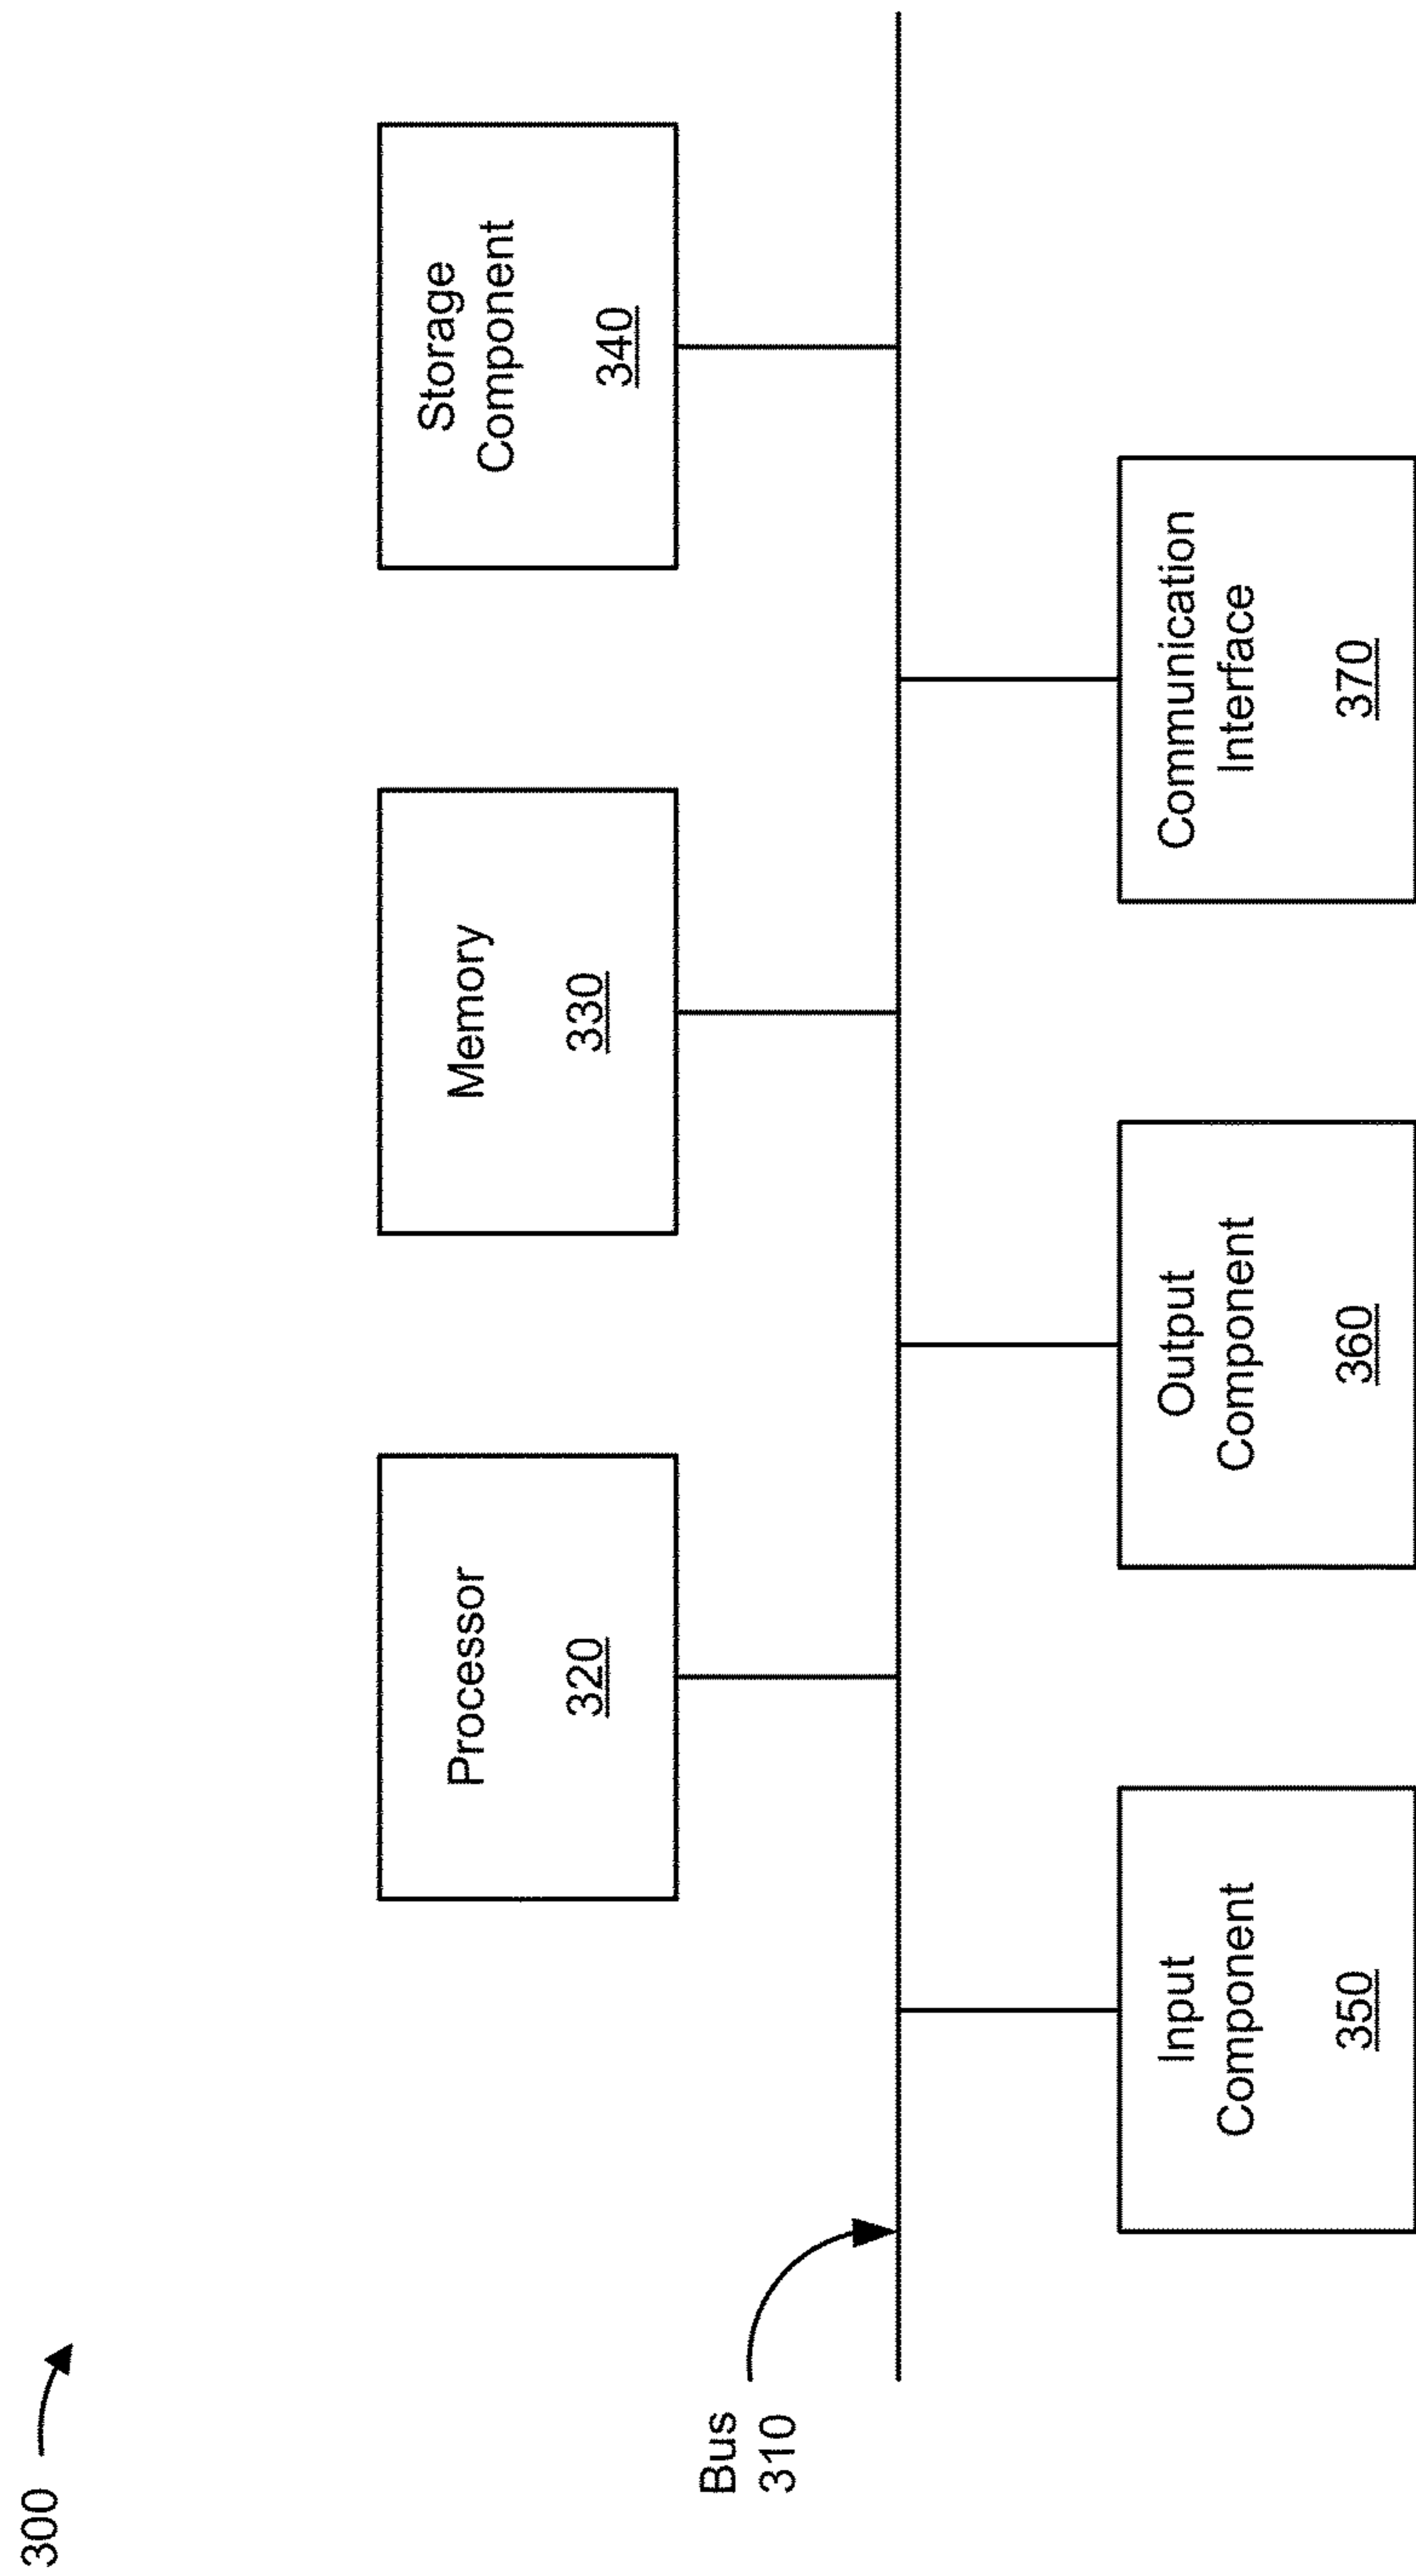 300
Bus
310
Processor
320
Memory
330
Storage
Component
340
Input
Component
350
Output
Component
360
Communication
Interface
370